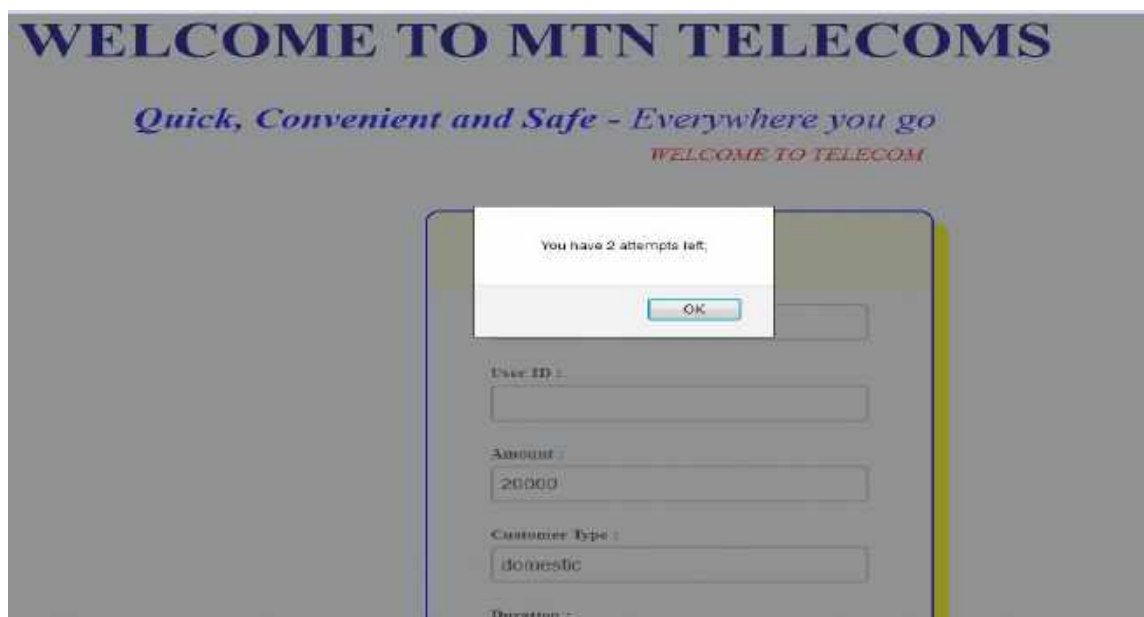 WELCOME TO MTN TELECOMS
Quick, Convenient and Safe - Everywhere you go
WELCOME TO TELECOM
You have 2 attempts left;
OK
User ID :
Amount :
20000
Customer Type :
domestic
Duration :